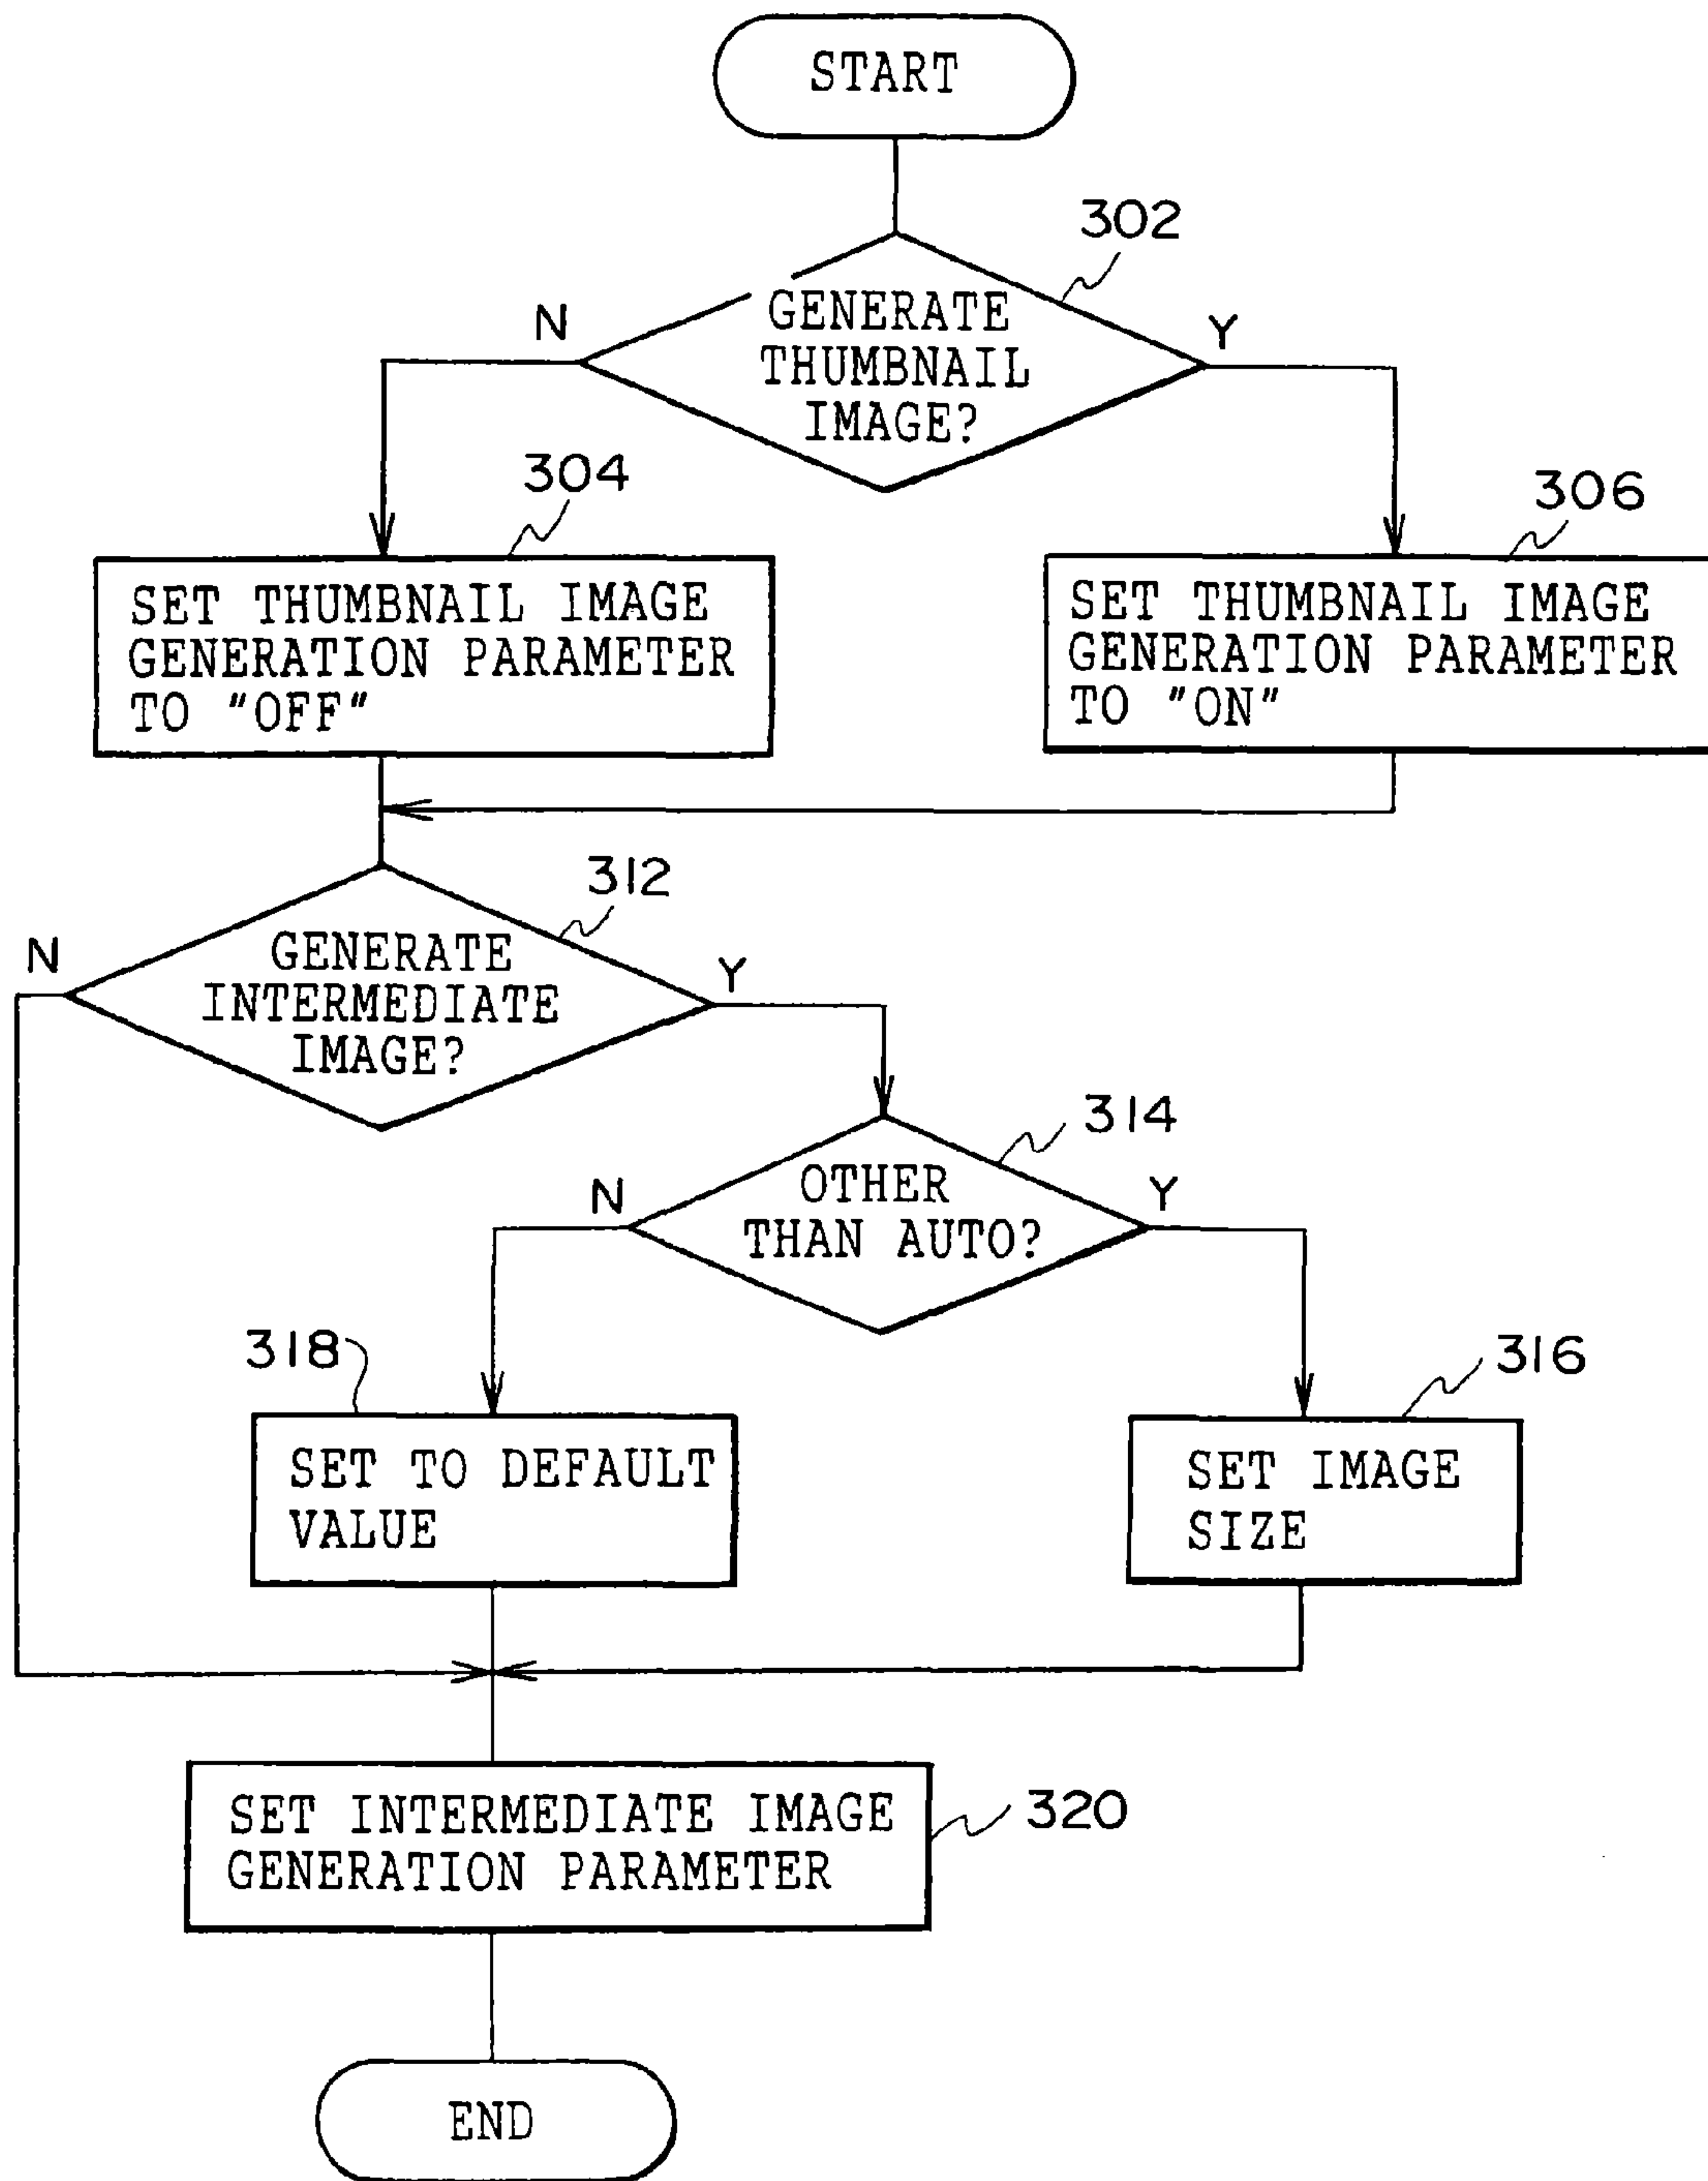 START
302
N
Y
GENERATE
THUMBNAIL
IMAGE?
304
306
SET THUMBNAIL IMAGE
GENERATION PARAMETER
TO "OFF"
SET THUMBNAIL IMAGE
GENERATION PARAMETER
TO "ON"
312
N
Y
GENERATE
INTERMEDIATE
IMAGE?
314
N
Y
OTHER
THAN AUTO?
318
316
SET TO DEFAULT
VALUE
SET IMAGE
SIZE
SET INTERMEDIATE IMAGE
GENERATION PARAMETER
320
END